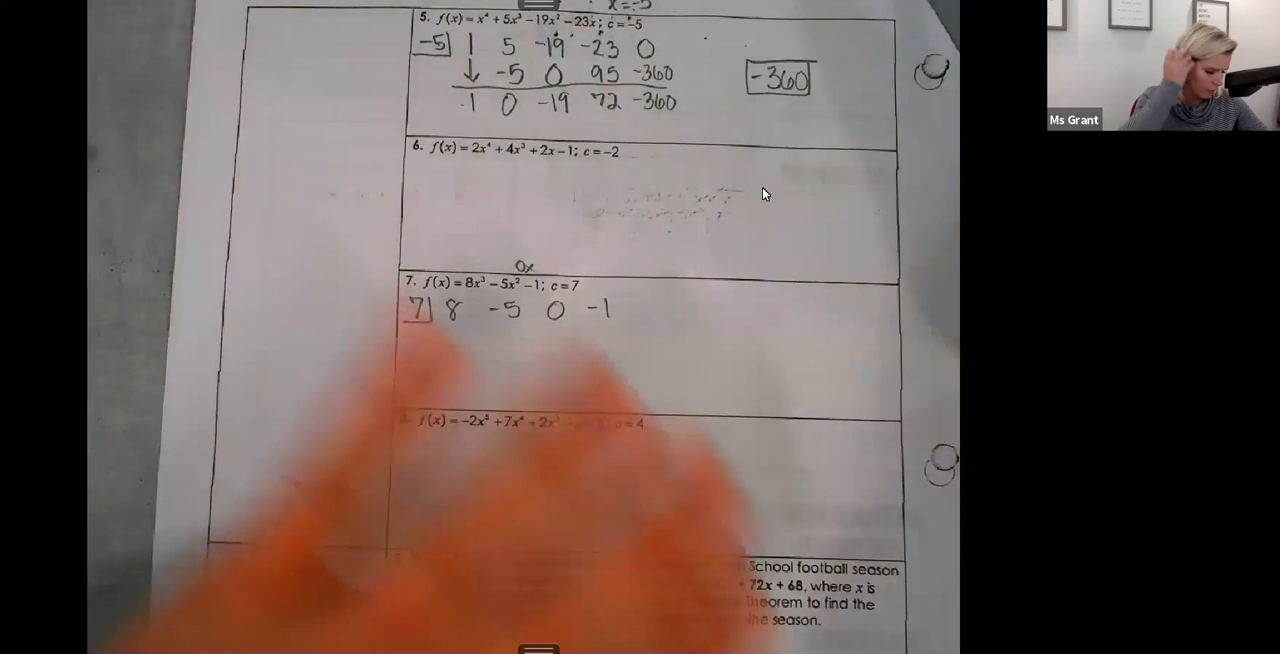 x = -5
5. f(x) = x⁴ + 5x³ − 19x² − 23x; c = −5
-5| 1 5 -19 -23 0
↓ -5 0 95 -360
1 0 -19 72 -360
-360
6. f(x) = 2x⁴ + 4x³ + 2x − 1; c = −2
0x
7. f(x) = 8x³ − 5x² − 1; c = 7
7| 8 -5 0 -1
f(x) = −2x⁵ + 7x⁴ + 2x³ = 4
School football season
72x + 68, where x is
Theorem to find the
the season.
Ms Grant